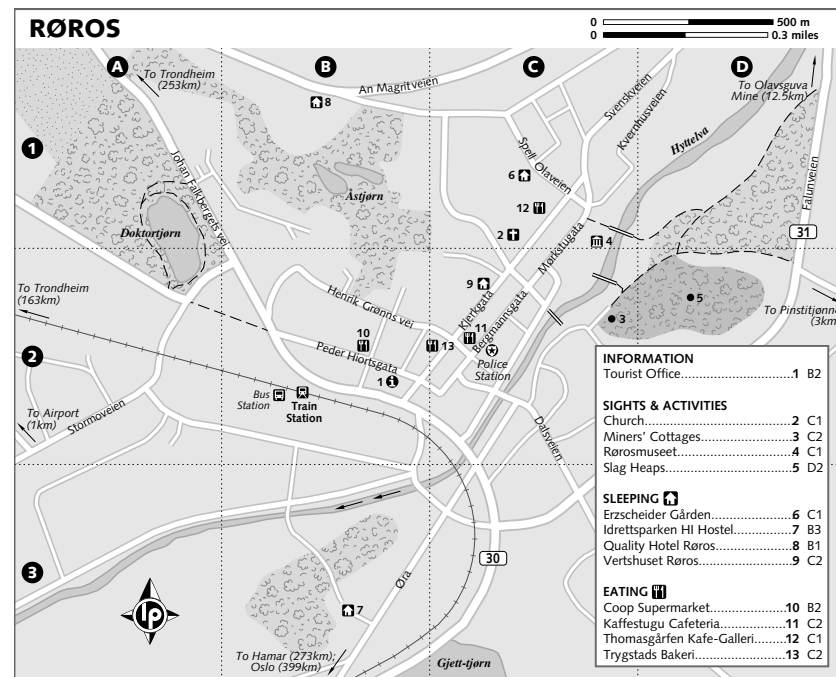 RØROS
0 500 m
0 0.3 miles
A
B
C
D
To Trondheim
(253km)
An Magritveien
8
Svenskveien
Kvernhusveien
To Olavsguva
Mine (12.5km)
Hyttelva
1
Johan Falkbergets vei
Spell Olaveien
6
Åstjørn
12
Falunveien
Doktortjørn
2
4
31
Mørkstugata
To Trondheim
(163km)
9
5
Henrik Grønns vei
Kjerkgata
To Pinstitjønne
(3km
3
Bergmannsgata
10
11
13
2
Peder Hiortsgata
Police
Station
1
Bus
Station
Train
Station
To Airport
(1km)
Stormoveien
Dalsveien
3
30
Øra
7
lp
To Hamar (273km);
Oslo (399km)
Gjett-tjørn
INFORMATION
Tourist Office....................1 B2
SIGHTS & ACTIVITIES
Church....................2 C1
Miners' Cottages....................3 C2
Rørosmuseet....................4 C1
Slag Heaps....................5 D2
SLEEPING
Erzscheider Gården....................6 C1
Idrettsparken HI Hostel....................7 B3
Quality Hotel Røros....................8 B1
Vertshuset Røros....................9 C2
EATING
Coop Supermarket....................10 B2
Kaffestugu Cafeteria....................11 C2
Thomasgårfen Kafe-Galleri....................12 C1
Trygstads Bakeri....................13 C2